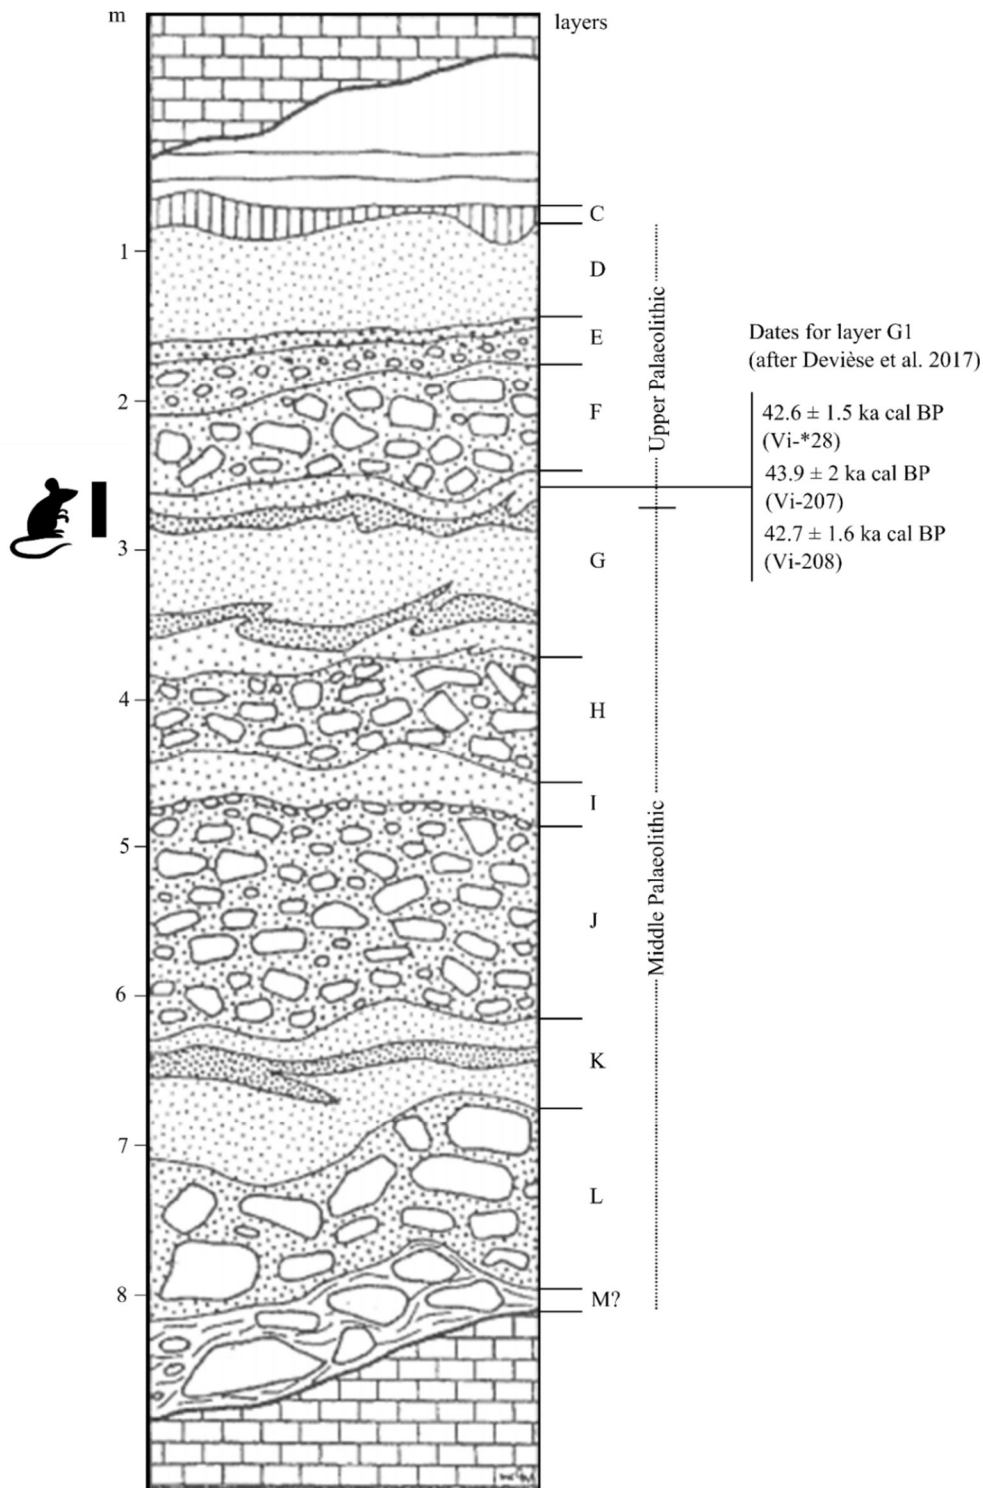 m
layers
C
1
D
E
Dates for layer G1
(after Devièse et al. 2017)
Upper Palaeolithic
2
F
42.6 ± 1.5 ka cal BP
(Vi-*28)
43.9 ± 2 ka cal BP
(Vi-207)
42.7 ± 1.6 ka cal BP
(Vi-208)
3
G
4
H
I
5
Middle Palaeolithic
J
6
K
7
L
8
M?